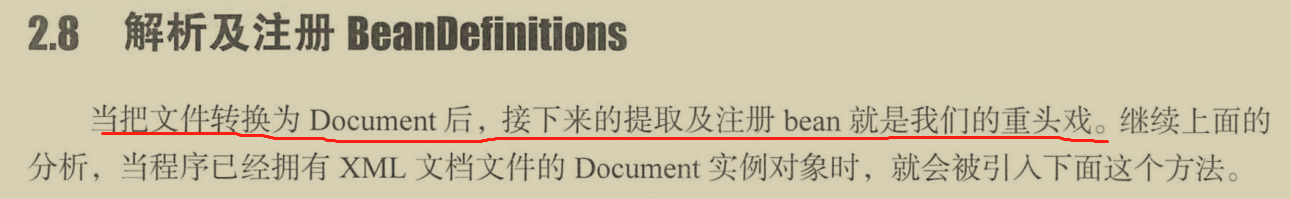 2.8 解析及注册 BeanDefinitions
当把文件转换为 Document 后，接下来的提取及注册 bean 就是我们的重头戏。继续上面的
分析，当程序已经拥有 XML 文档文件的 Document 实例对象时，就会被引入下面这个方法。